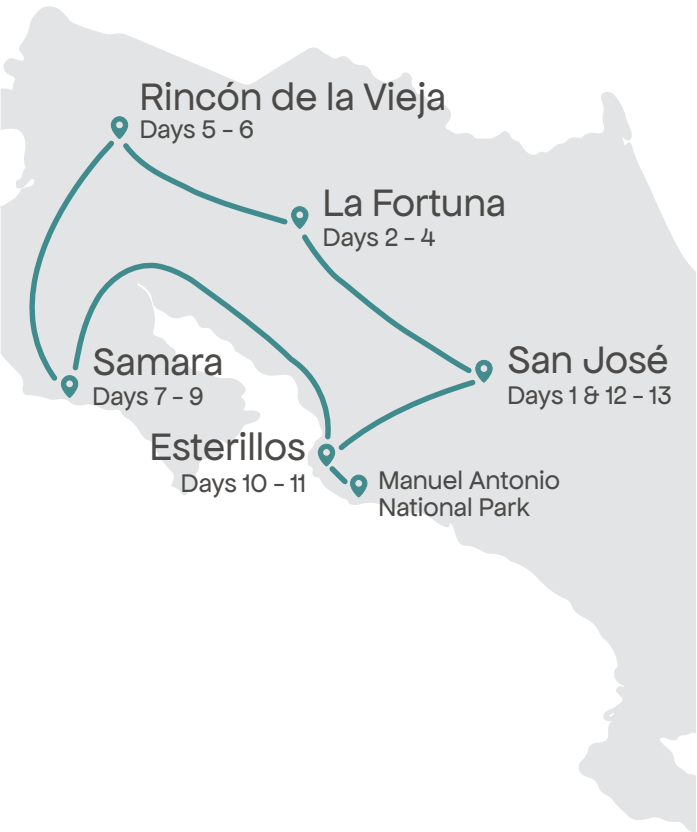 Rincón de la Vieja
Days 5 - 6
La Fortuna
Days 2 - 4
San José
Days 1 & 12 - 13
Samara
Days 7 - 9
Esterillos
Days 10 - 11
Manuel Antonio
National Park